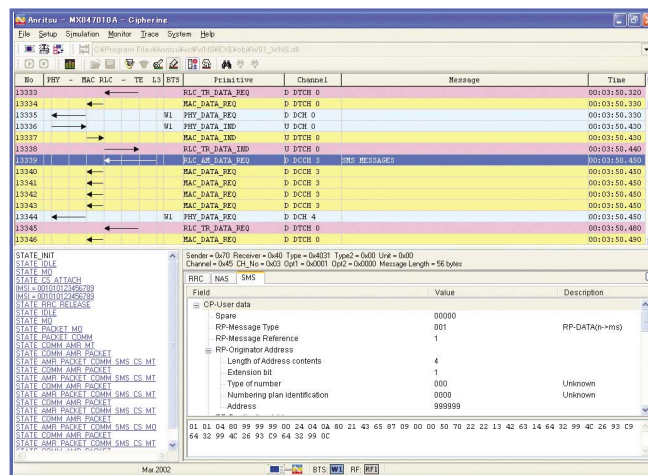 Anritsu - MX847010A - Ciphering
File Setup Simulation Monitor Trace System Help
C:¥Program Files¥Anritsu¥xt¥WNS¥EXE¥obj¥W01_WNS.dll
No PHY - MAC RLC - TE L3 BTS Primitive Channel Message Time
13333 RLC_TR_DATA_REQ D DTCH 0 00:03:50.320
13334 MAC_DATA_REQ D DTCH 0 00:03:50.330
13335 W1 PHY_DATA_REQ D DCH 0 00:03:50.330
13336 W1 PHY_DATA_IND U DCH 0 00:03:50.430
13337 MAC_DATA_IND U DTCH 0 00:03:50.430
13338 RLC_TR_DATA_IND U DTCH 0 00:03:50.440
13339 RLC_AM_DATA_REQ D DCCH 3 SMS MESSAGES 00:03:50.450
13340 MAC_DATA_REQ D DCCH 3 00:03:50.450
13341 MAC_DATA_REQ D DCCH 3 00:03:50.450
13342 MAC_DATA_REQ D DCCH 3 00:03:50.450
13343 MAC_DATA_REQ D DCCH 3 00:03:50.450
13344 W1 PHY_DATA_REQ D DCH 4 00:03:50.450
13345 RLC_TR_DATA_REQ D DTCH 0 00:03:50.480
13346 MAC_DATA_REQ D DTCH 0 00:03:50.490
STATE_INIT
STATE_IDLE
STATE_MO
STATE_CS_ATTACH
IMSI = 001010123456789
IMSI = 001010123456789
STATE_RRC_RELEASE
STATE_IDLE
STATE_MO
STATE_PACKET_MO
STATE_PACKET_COMM
STATE_COMM_AMR_MT
STATE_COMM_AMR_PACKET
STATE_AMR_PACKET_COMM_SMS_CS_MT
STATE_COMM_AMR_PACKET
STATE_AMR_PACKET_COMM_SMS_CS_MT
STATE_COMM_AMR_PACKET
STATE_AMR_PACKET_COMM_SMS_CS_MT
STATE_COMM_AMR_PACKET
STATE_AMR_PACKET_COMM_SMS_CS_MO
STATE_COMM_AMR_PACKET
STATE_AMR_PACKET_COMM_SMS_CS_MT
STATE_COMM_AMR_PACKET
Sender = 0x70 Receiver = 0x40 Type = 0x4031 Type2 = 0x00 Unit = 0x00
Channel = 0x45 CH_No = 0x03 Opt1 = 0x0001 Opt2 = 0x0000 Message Length = 56 bytes
RRC NAS SMS
Field Value Description
CP-User data
Spare 00000
RP-Message Type 001 RP-DATA(n->ms)
RP-Message Reference 1
RP-Originator Address
Length of Address contents 4
Extension bit 1
Type of number 000 Unknown
Numbering plan identification 0000 Unknown
Address 999999
01 01 04 80 99 99 99 00 24 04 0A 80 21 43 65 87 09 00 00 50 70 22 22 13 42 63 14 64 32 99 4C 26 93 C9
64 32 99 4C 26 93 C9 64 32 99 0C
Mar.2002 BTS: W1 RF: RF1